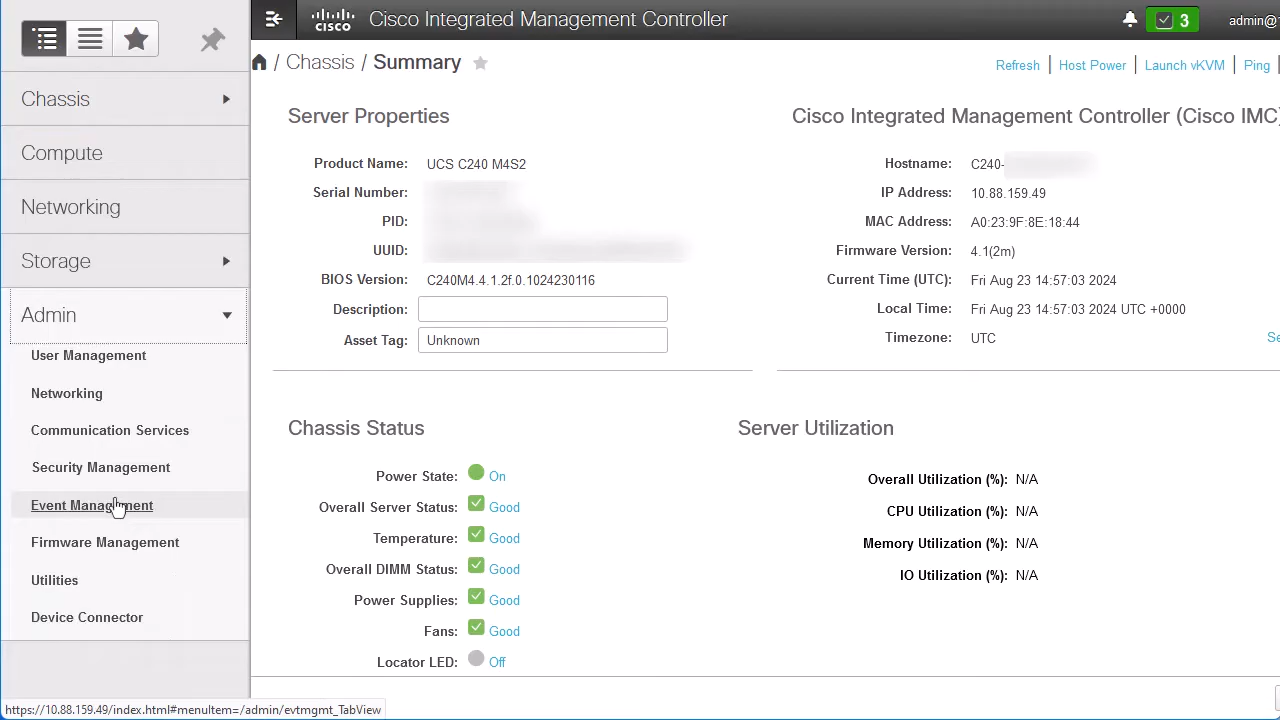 cisco Cisco Integrated Management Controller
3 admin@
/ Chassis / Summary
Refresh | Host Power | Launch vKVM | Ping |
Chassis
Compute
Networking
Storage
Admin
User Management
Networking
Communication Services
Security Management
Event Management
Firmware Management
Utilities
Device Connector
Server Properties
Product Name: UCS C240 M4S2
Serial Number:
PID:
UUID:
BIOS Version: C240M4.4.1.2f.0.1024230116
Description:
Asset Tag: Unknown
Cisco Integrated Management Controller (Cisco IMC)
Hostname: C240-
IP Address: 10.88.159.49
MAC Address: A0:23:9F:8E:18:44
Firmware Version: 4.1(2m)
Current Time (UTC): Fri Aug 23 14:57:03 2024
Local Time: Fri Aug 23 14:57:03 2024 UTC +0000
Timezone: UTC
Se
Chassis Status
Power State: On
Overall Server Status: Good
Temperature: Good
Overall DIMM Status: Good
Power Supplies: Good
Fans: Good
Locator LED: Off
Server Utilization
Overall Utilization (%): N/A
CPU Utilization (%): N/A
Memory Utilization (%): N/A
IO Utilization (%): N/A
https://10.88.159.49/index.html#menuItem=/admin/evtmgmt_TabView